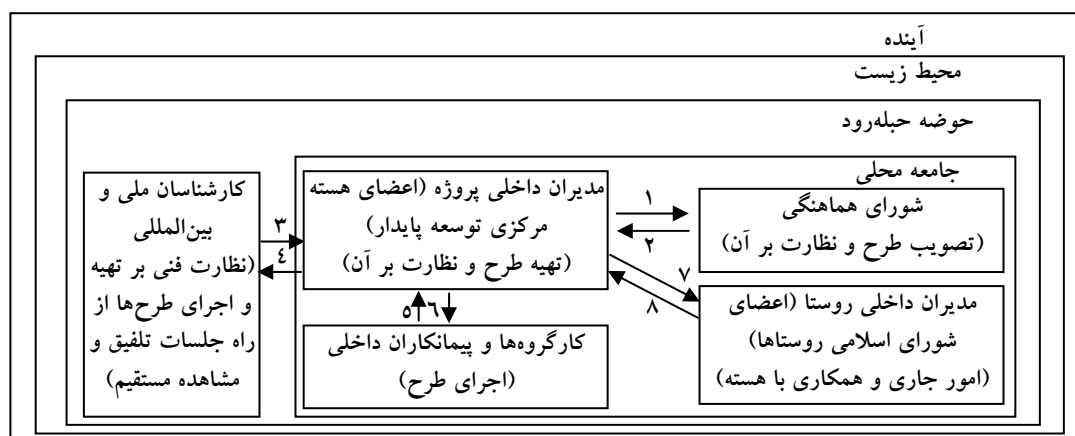 آینده
محیط زیست
حوضه حبله‌رود
جامعه محلی
شورای هماهنگی
(تصویب طرح و نظارت بر آن)
۱
۲
مدیران داخلی پروژه (اعضای هسته
مرکزی توسعه پایدار)
(تهیه طرح و نظارت بر آن)
۳
٤
کارشناسان ملی و
بین‌المللی
(نظارت فنی بر تهیه
و اجرای طرح‌ها از
راه جلسات تلفیق و
مشاهده مستقیم)
۷
۸
مدیران داخلی روستا (اعضای
شورای اسلامی روستاها)
(امور جاری و همکاری با هسته)
٥
٦
کارگروه‌ها و پیمانکاران داخلی
(اجرای طرح)